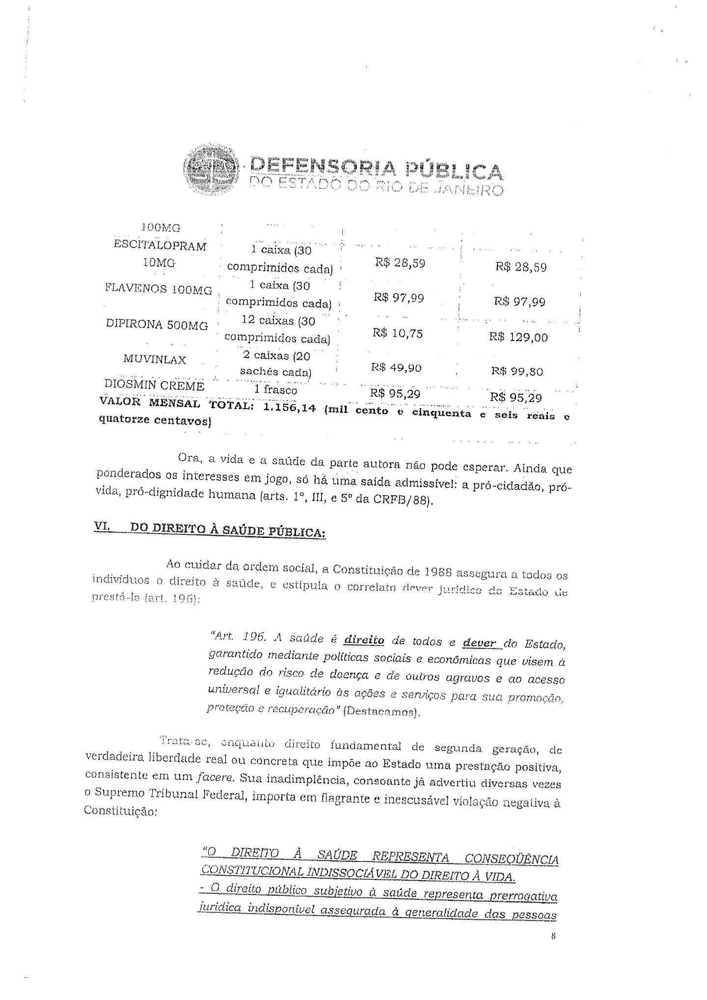 DEFENSORIA PÚBLICA
DO ESTADO DO RIO DE JANEIRO
100MG
ESCITALOPRAM 10MG
1 caixa (30 comprimidos cada)
R$ 28,59
R$ 28,59
FLAVENOS 100MG
1 caixa (30 comprimidos cada)
R$ 97,99
R$ 97,99
DIPIRONA 500MG
12 caixas (30 comprimidos cada)
R$ 10,75
R$ 129,00
MUVINLAX
2 caixas (20 sachés cada)
R$ 49,90
R$ 99,80
DIOSMIN CREME
1 frasco
R$ 95,29
R$ 95,29
VALOR MENSAL TOTAL: 1.156,14 (mil cento e cinquenta e seis reais e
quatorze centavos)
Ora, a vida e a saúde da parte autora não pode esperar. Ainda que
ponderados os interesses em jogo, só há uma saída admissível: a pró-cidadão, pró-
vida, pró-dignidade humana (arts. 1º, III, e 5º da CRFB/88).
VI. DO DIREITO À SAÚDE PÚBLICA:
Ao cuidar da ordem social, a Constituição de 1988 assegura a todos os
indivíduos o direito à saúde, e estipula o correlato dever jurídico do Estado de
prestá-la (art. 196):
"Art. 196. A saúde é direito de todos e dever do Estado,
garantido mediante políticas sociais e econômicas que visem à
redução do risco de doença e de outros agravos e ao acesso
universal e igualitário às ações e serviços para sua promoção,
proteção e recuperação" (Destacamos).
Trata-se, enquanto direito fundamental de segunda geração, de
verdadeira liberdade real ou concreta que impõe ao Estado uma prestação positiva,
consistente em um facere. Sua inadimplência, consoante já advertiu diversas vezes
o Supremo Tribunal Federal, importa em flagrante e inescusável violação negativa à
Constituição:
"O DIREITO À SAÚDE REPRESENTA CONSEQÜÊNCIA
CONSTITUCIONAL INDISSOCIÁVEL DO DIREITO À VIDA.
- O direito público subjetivo à saúde representa prerrogativa
jurídica indisponível assegurada à generalidade das pessoas
8